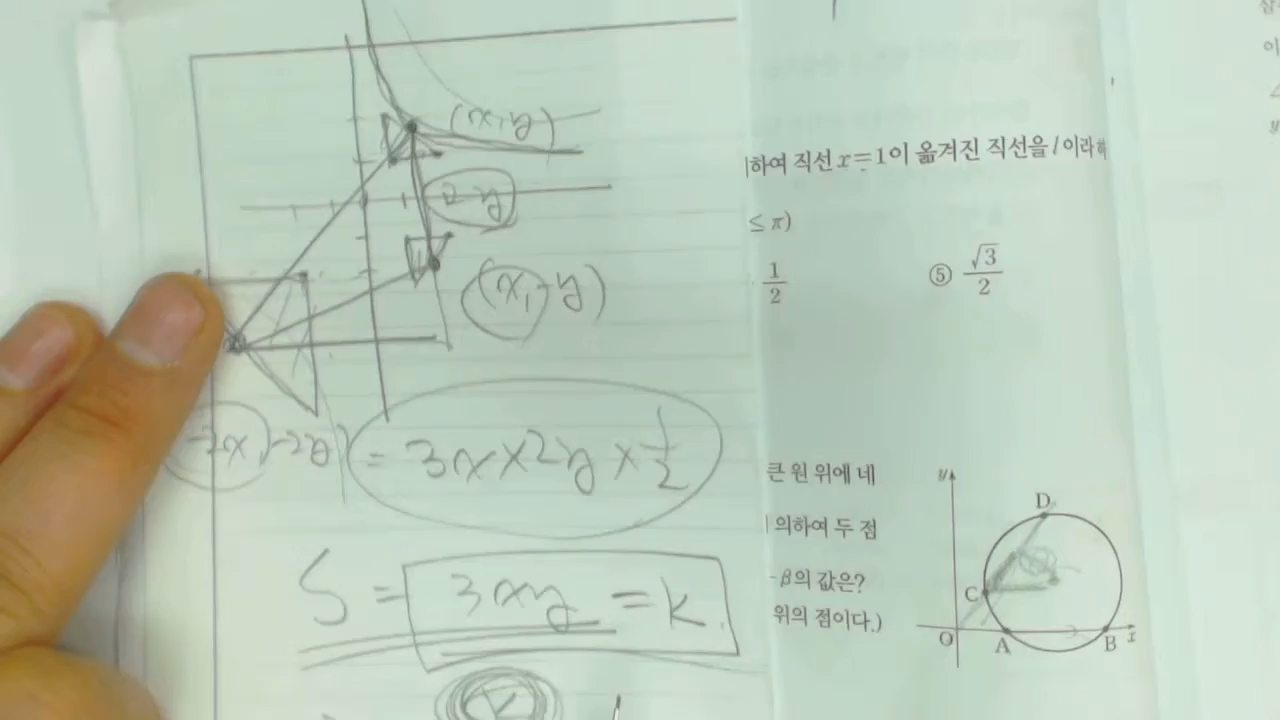 (x, y)
2-y
(x, -y)
-2x, -2y) = 3x×2y×1/2
S = 3xy = k.
k
하여 직선 x=1이 옮겨진 직선을 l이라 하
≤ π)
1/2
⑤ √3/2
큰 원 위에 네
의하여 두 점
-β의 값은?
위의 점이다.)
y
D
C
O
A
B
x
이